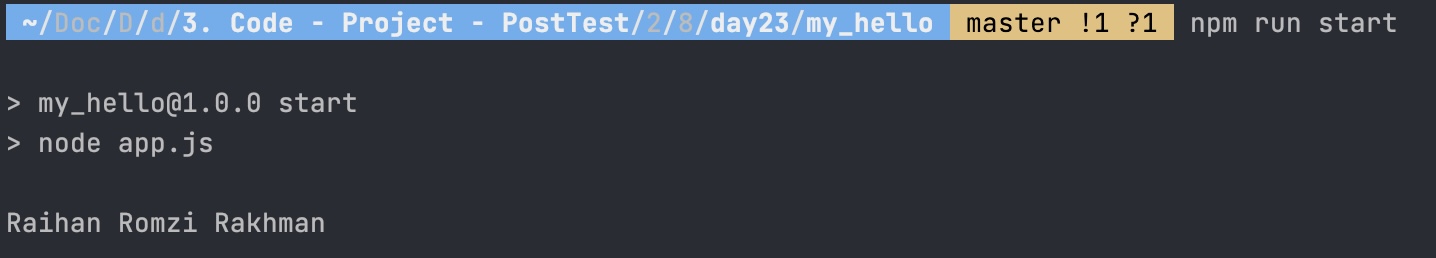 ~/Doc/D/d/3. Code - Project - PostTest/2/8/day23/my_hello master !1 ?1 npm run start
> my_hello@1.0.0 start
> node app.js
Raihan Romzi Rakhman